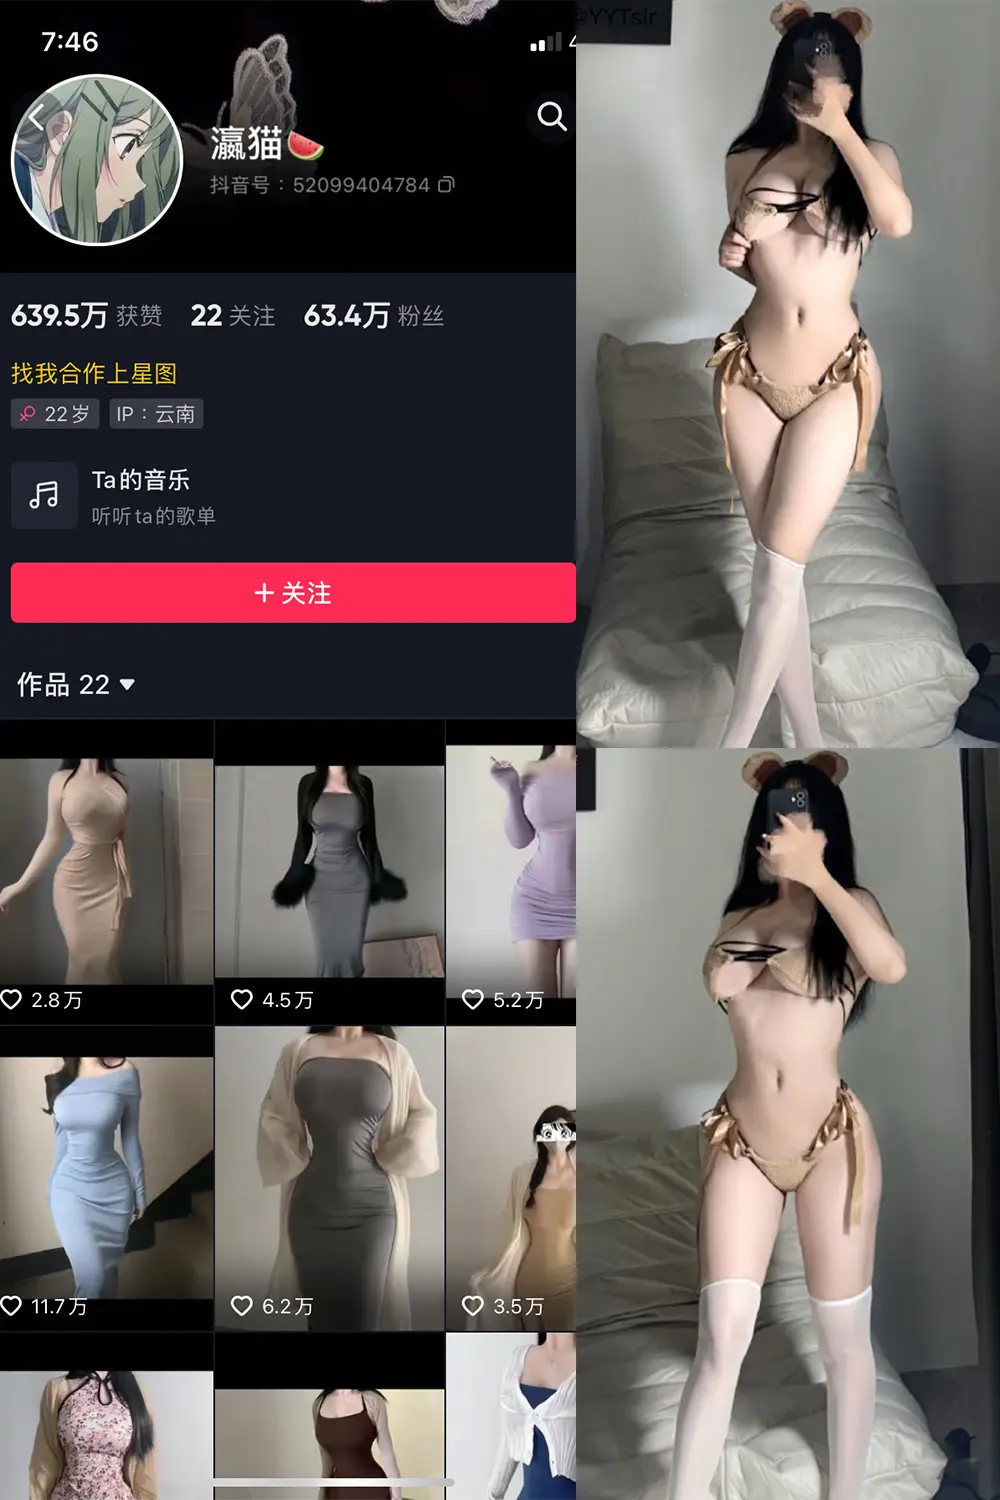 7:46
瀛猫🍉
抖音号：52099404784
639.5万 获赞 22 关注 63.4万 粉丝
找我合作上星图
22岁 IP：云南
Ta的音乐
听听ta的歌单
+ 关注
作品 22
2.8万 4.5万 5.2万
11.7万 6.2万 3.5万
@YYTsir